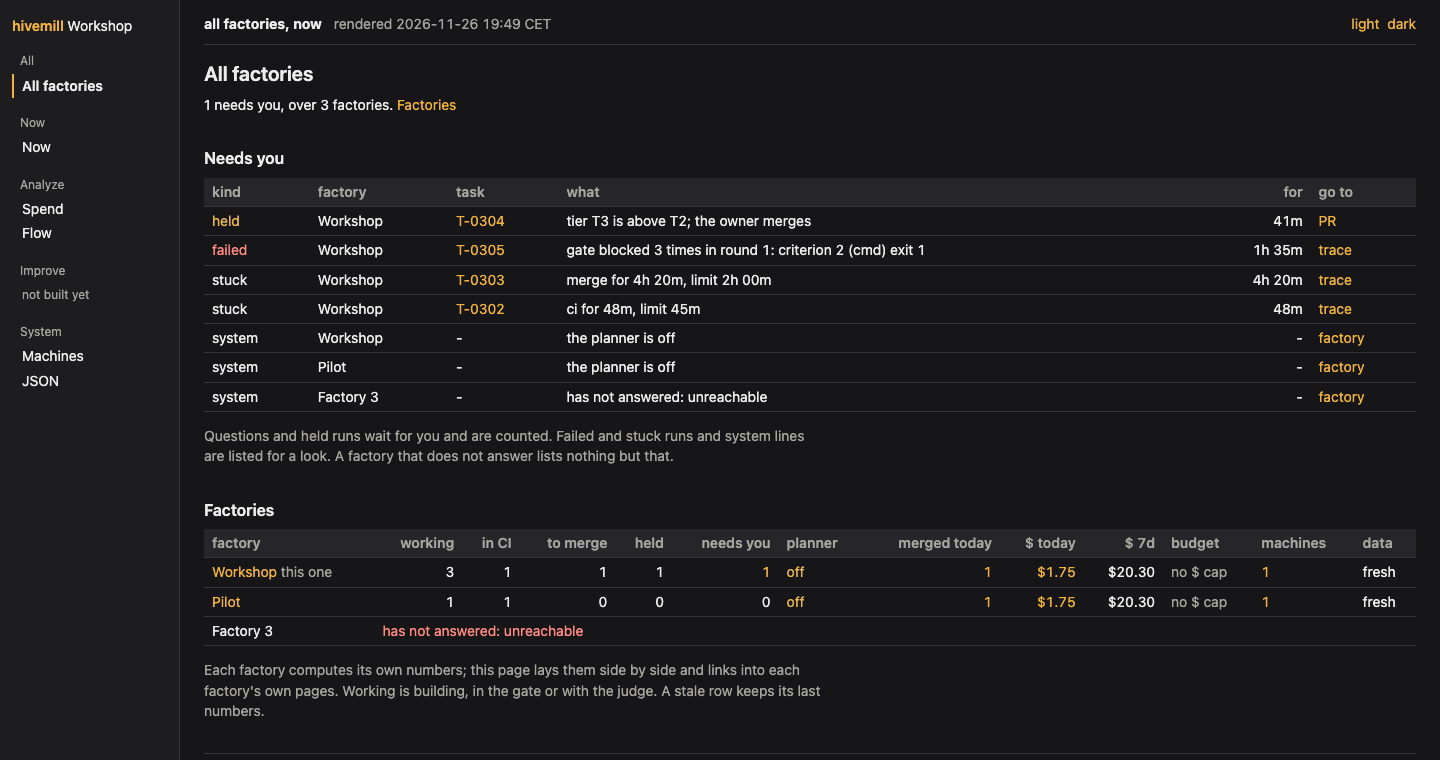 hivemill Workshop
All
All factories
Now
Now
Analyze
Spend
Flow
Improve
not built yet
System
Machines
JSON
all factories, now rendered 2026-11-26 19:49 CET light dark
All factories
1 needs you, over 3 factories. Factories
Needs you
kind factory task what for go to
held Workshop T-0304 tier T3 is above T2; the owner merges 41m PR
failed Workshop T-0305 gate blocked 3 times in round 1: criterion 2 (cmd) exit 1 1h 35m trace
stuck Workshop T-0303 merge for 4h 20m, limit 2h 00m 4h 20m trace
stuck Workshop T-0302 ci for 48m, limit 45m 48m trace
system Workshop - the planner is off - factory
system Pilot - the planner is off - factory
system Factory 3 - has not answered: unreachable - factory
Questions and held runs wait for you and are counted. Failed and stuck runs and system lines
are listed for a look. A factory that does not answer lists nothing but that.
Factories
factory working in CI to merge held needs you planner merged today $ today $ 7d budget machines data
Workshop this one 3 1 1 1 1 off 1 $1.75 $20.30 no $ cap 1 fresh
Pilot 1 1 0 0 0 off 1 $1.75 $20.30 no $ cap 1 fresh
Factory 3 has not answered: unreachable
Each factory computes its own numbers; this page lays them side by side and links into each
factory's own pages. Working is building, in the gate or with the judge. A stale row keeps its last
numbers.